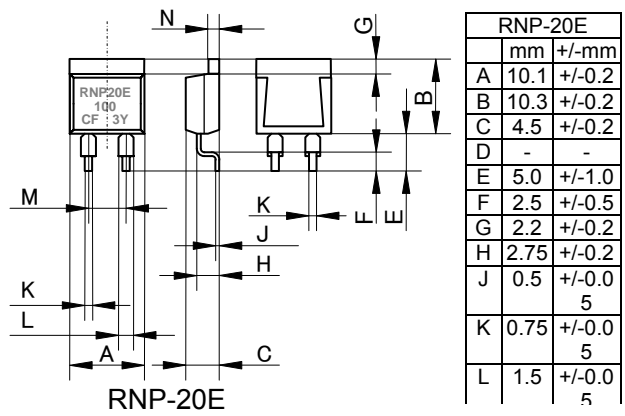 N
G
RNP20E
100
CF 3Y
B
M
K
F
E
J
H
K
L
A
C
RNP-20E
RNP-20E
mm +/-mm
A 10.1 +/-0.2
B 10.3 +/-0.2
C 4.5 +/-0.2
D - -
E 5.0 +/-1.0
F 2.5 +/-0.5
G 2.2 +/-0.2
H 2.75 +/-0.2
J 0.5 +/-0.0
5
K 0.75 +/-0.0
5
L 1.5 +/-0.0
5